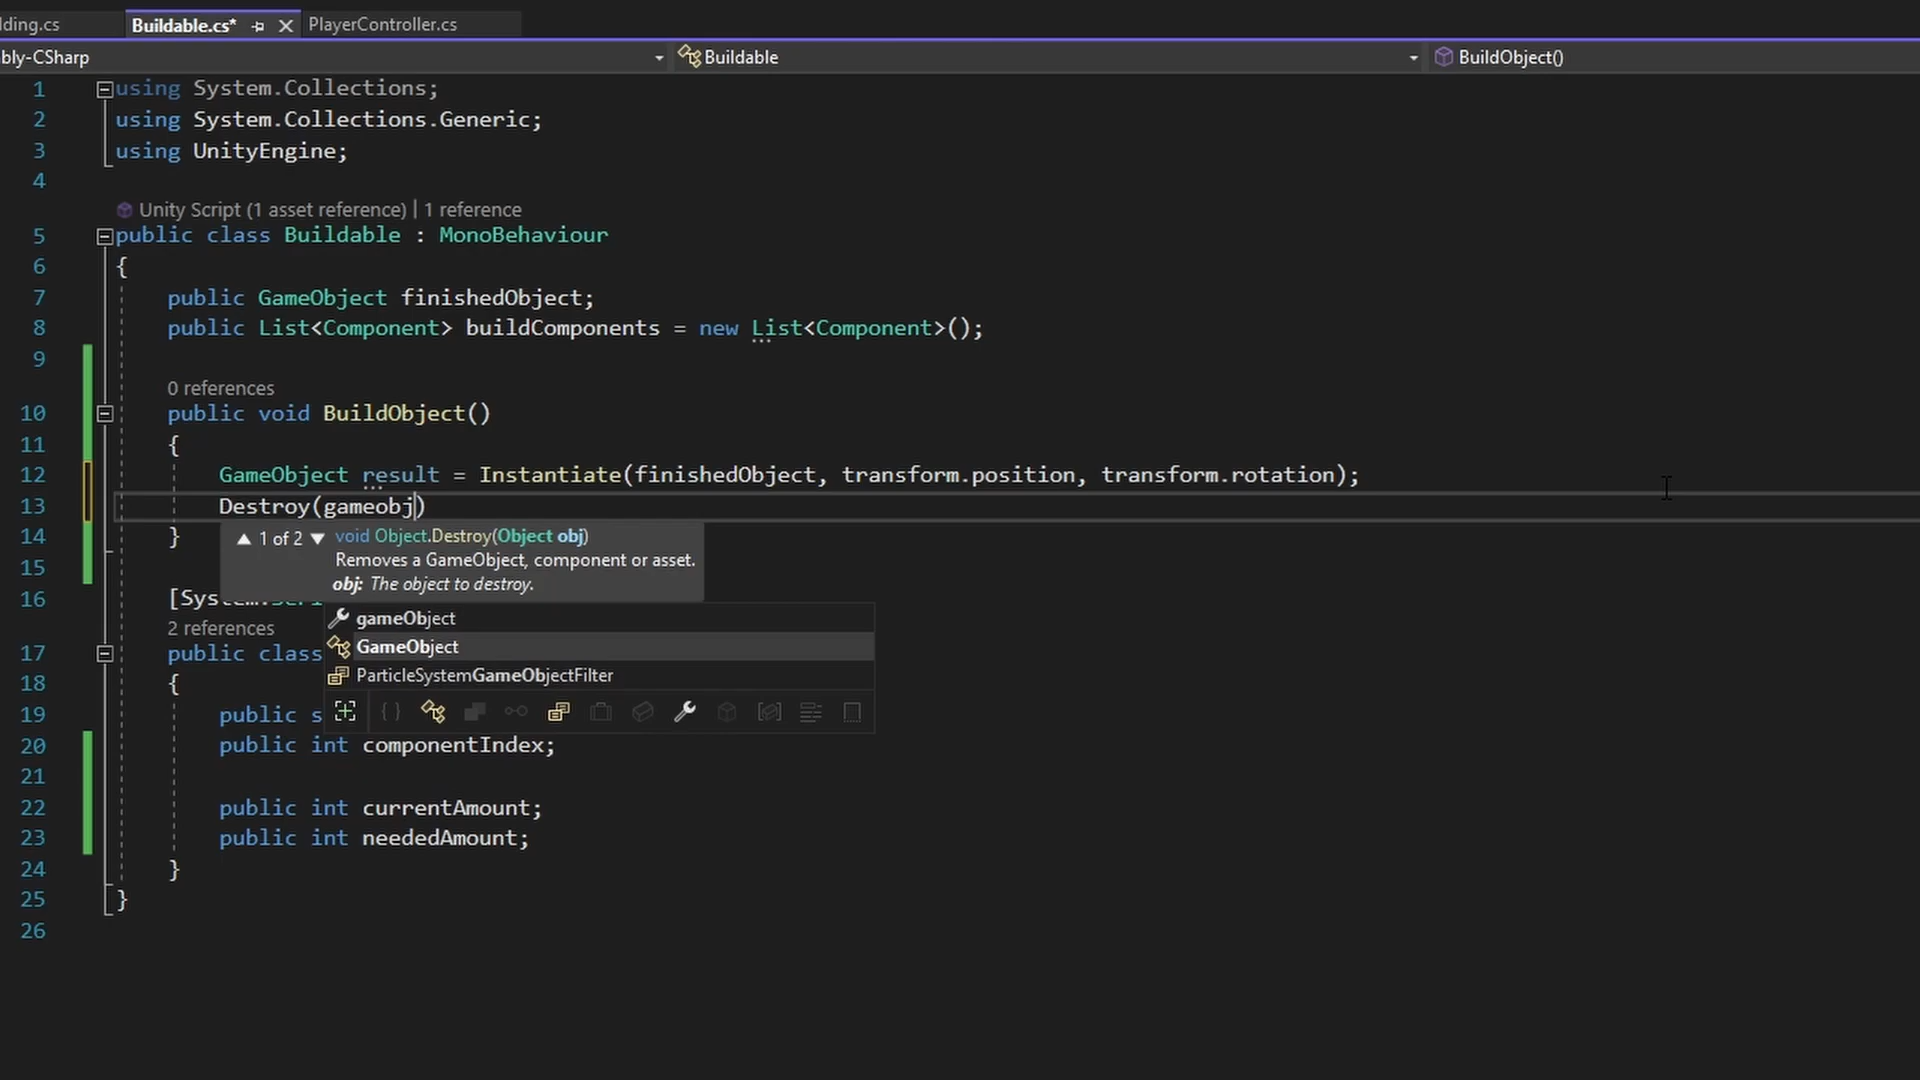 lding.cs Buildable.cs* PlayerController.cs
bly-CSharp Buildable BuildObject()
1 using System.Collections;
2 using System.Collections.Generic;
3 using UnityEngine;
4
Unity Script (1 asset reference) | 1 reference
5 public class Buildable : MonoBehaviour
6 {
7 public GameObject finishedObject;
8 public List<Component> buildComponents = new List<Component>();
9
0 references
10 public void BuildObject()
11 {
12 GameObject result = Instantiate(finishedObject, transform.position, transform.rotation);
13 Destroy(gameobj)
14 }
1 of 2 void Object.Destroy(Object obj)
Removes a GameObject, component or asset.
obj: The object to destroy.
15
16 [System.Seri
gameObject
2 references
GameObject
17 public class
ParticleSystemGameObjectFilter
18 {
19 public s
20 public int componentIndex;
21
22 public int currentAmount;
23 public int neededAmount;
24 }
25 }
26